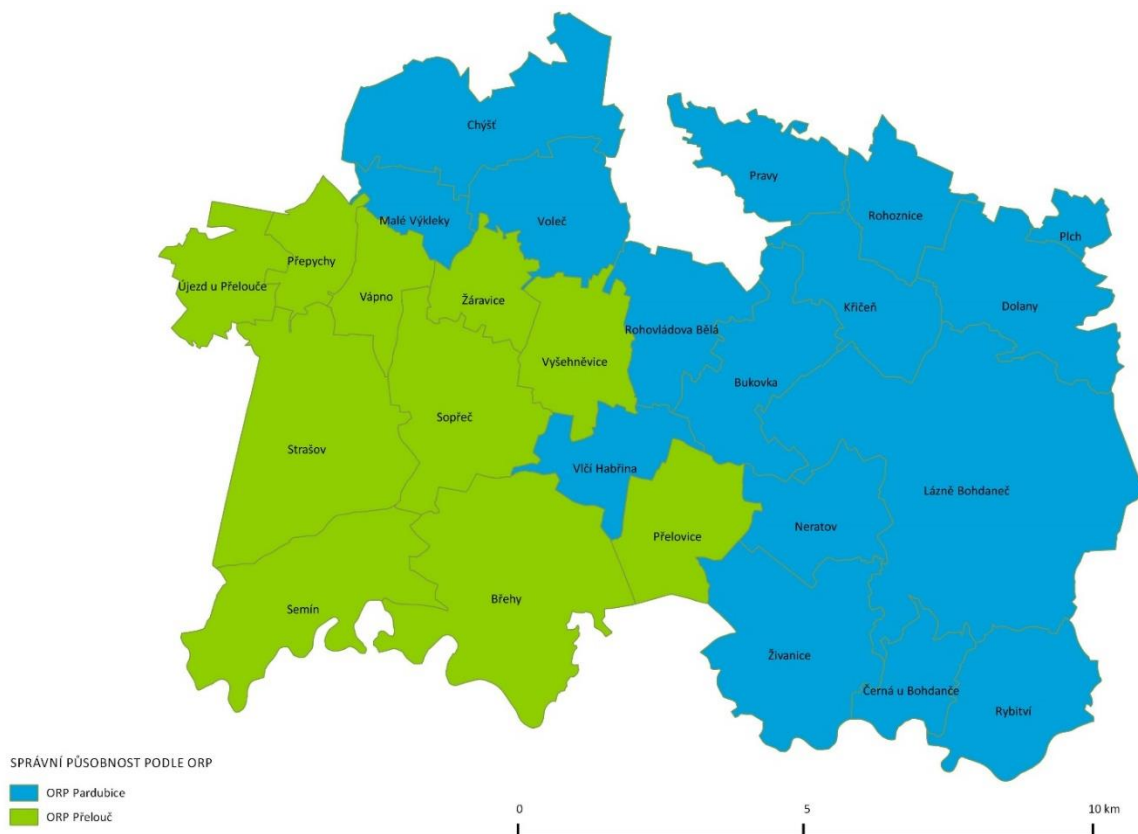 Chýšť
Pravy
Rohoznice
Malé Výkleky
Voleč
Plch
Přepychy
Újezd u Přelouče
Vápno
Žáravice
Křičeň
Dolany
Rohovládova Bělá
Vyšehněvice
Bukovka
Sopřeč
Strašov
Vlčí Habřina
Lázně Bohdaneč
Neratov
Přelovice
Břehy
Semín
Živanice
Černá u Bohdanče
Rybitví
SPRÁVNÍ PŮSOBNOST PODLE ORP
ORP Pardubice
ORP Přelouč
0 5 10 km